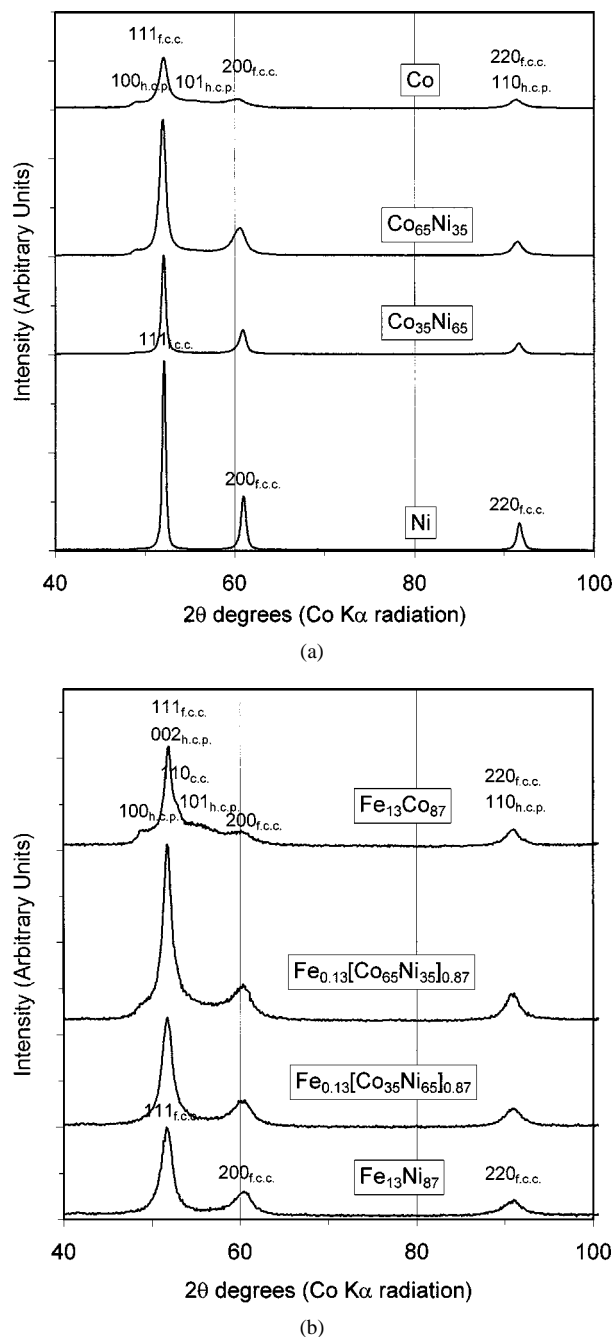 111f.c.c.
100h.c.p. 101h.c.p. 200f.c.c. 220f.c.c.
Co 110h.c.p.
Co65Ni35
Co35Ni65
111f.c.c.
200f.c.c. 220f.c.c.
Ni
Intensity (Arbitrary Units)
40 60 80 100
2θ degrees (Co Kα radiation)
(a)
111f.c.c.
002h.c.p.
110c.c.
100h.c.p. 101h.c.p. 200f.c.c. 220f.c.c.
Fe13Co87 110h.c.p.
Fe0.13[Co65Ni35]0.87
Fe0.13[Co35Ni65]0.87
111f.c.c.
200f.c.c. Fe13Ni87 220f.c.c.
Intensity (Arbitrary Units)
40 60 80 100
2θ degrees (Co Kα radiation)
(b)